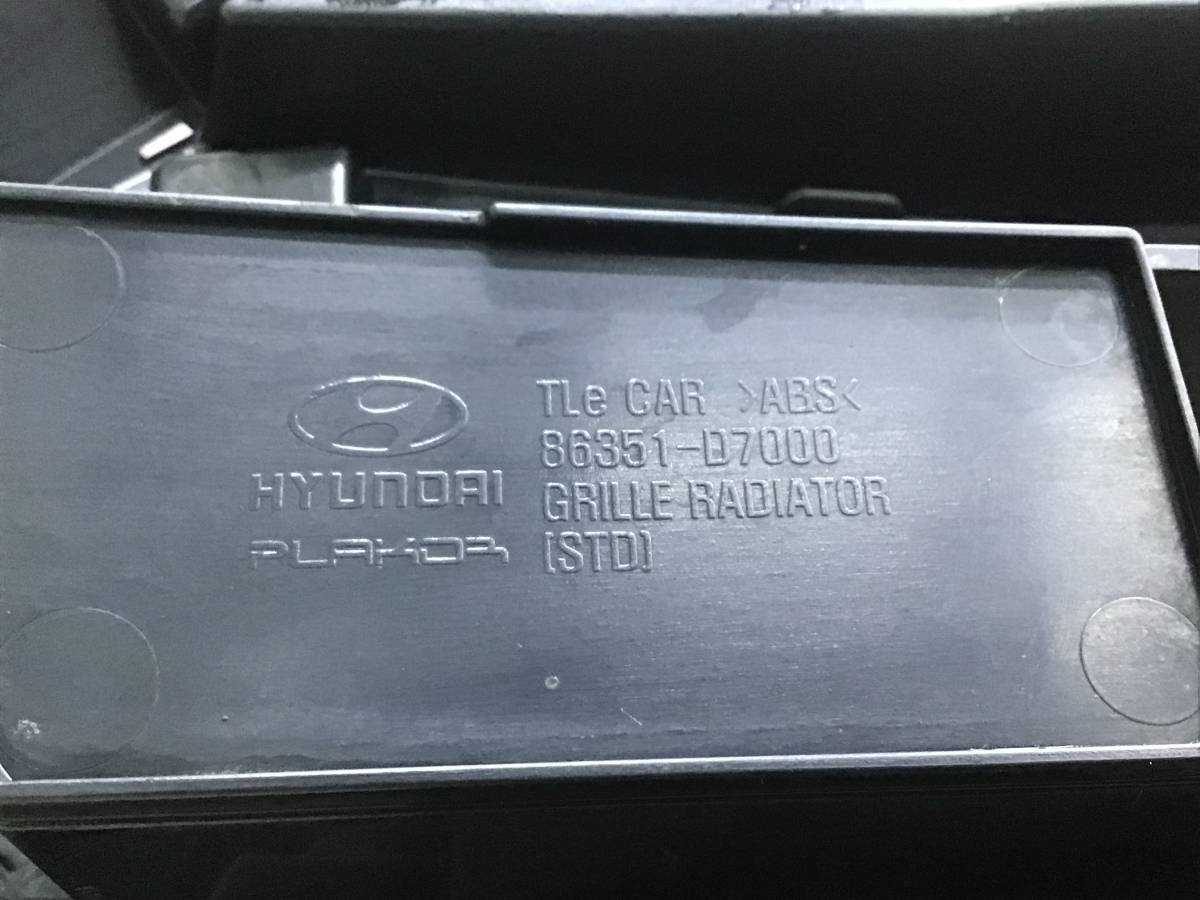 TLe CAR >ABS<
86351-D7000
HYUNDAI GRILLE RADIATOR
PLAKOR [STD]